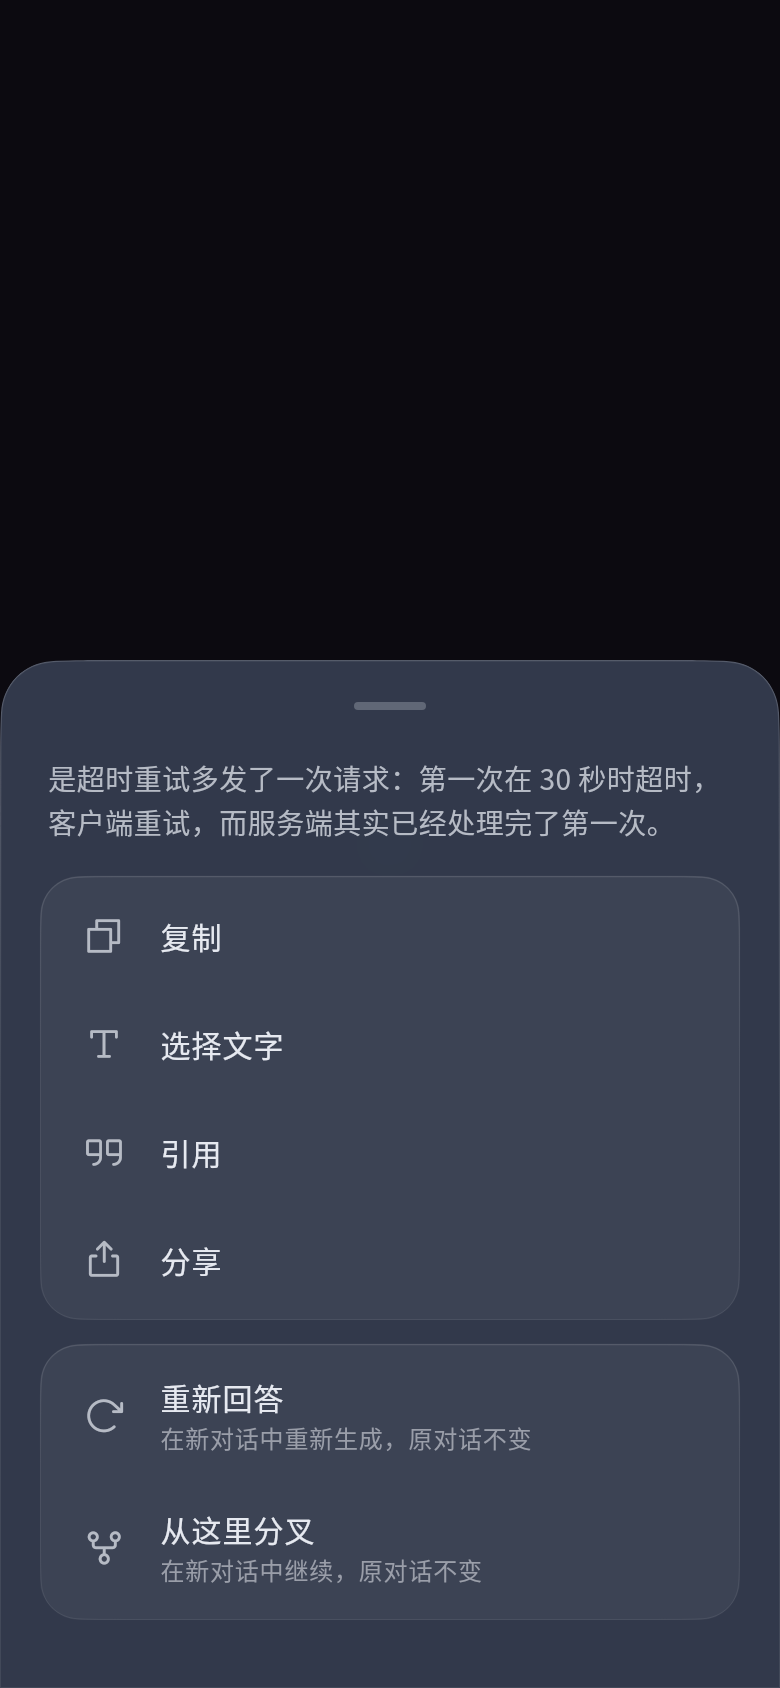 是超时重试多发了一次请求：第一次在 30 秒时超时，
客户端重试，而服务端其实已经处理完了第一次。
复制
选择文字
引用
分享
重新回答
在新对话中重新生成，原对话不变
从这里分叉
在新对话中继续，原对话不变